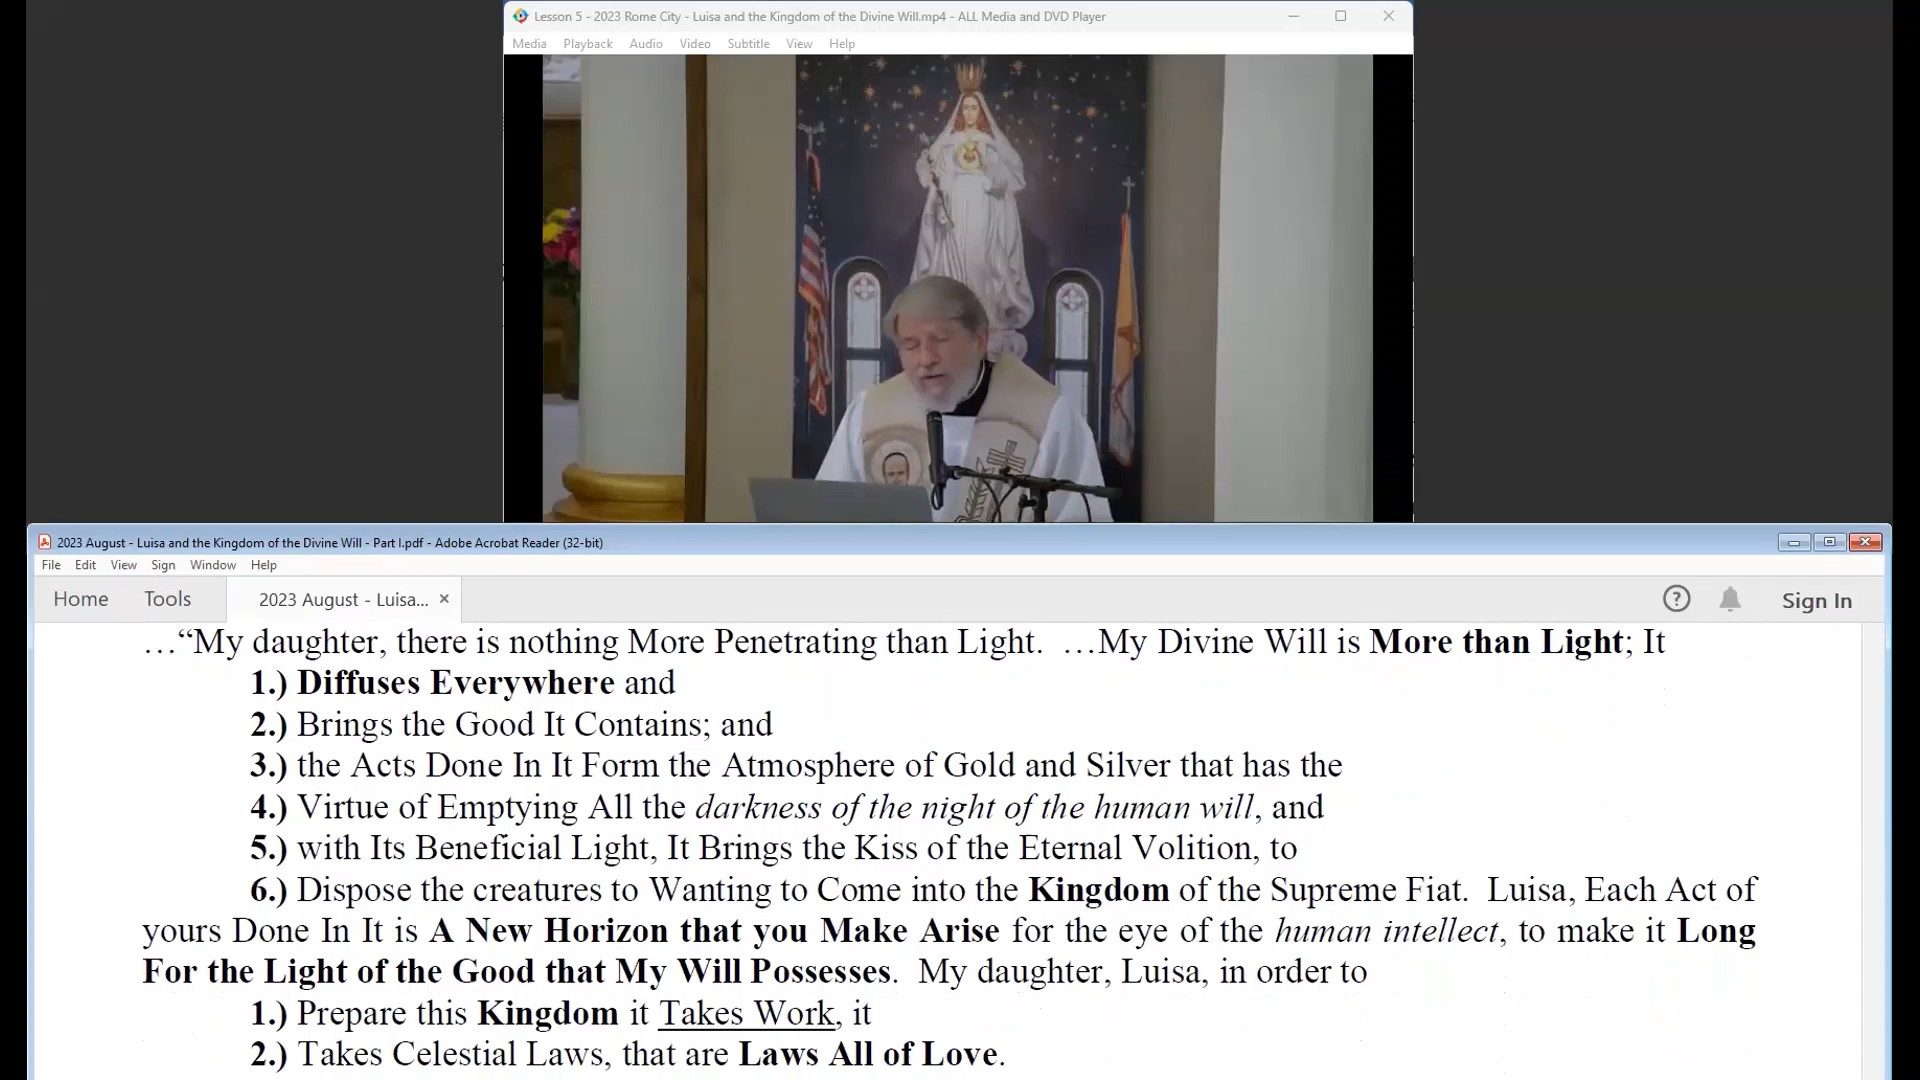 Lesson 5 - 2023 Rome City - Luisa and the Kingdom of the Divine Will.mp4 - ALL Media and DVD Player
Media Playback Audio Video Subtitle View Help
2023 August - Luisa and the Kingdom of the Divine Will - Part I.pdf - Adobe Acrobat Reader (32-bit)
File Edit View Sign Window Help
Home Tools 2023 August - Luisa... × Sign In
…“My daughter, there is nothing More Penetrating than Light. …My Divine Will is More than Light; It
1.) Diffuses Everywhere and
2.) Brings the Good It Contains; and
3.) the Acts Done In It Form the Atmosphere of Gold and Silver that has the
4.) Virtue of Emptying All the darkness of the night of the human will, and
5.) with Its Beneficial Light, It Brings the Kiss of the Eternal Volition, to
6.) Dispose the creatures to Wanting to Come into the Kingdom of the Supreme Fiat. Luisa, Each Act of
yours Done In It is A New Horizon that you Make Arise for the eye of the human intellect, to make it Long
For the Light of the Good that My Will Possesses. My daughter, Luisa, in order to
1.) Prepare this Kingdom it Takes Work, it
2.) Takes Celestial Laws, that are Laws All of Love.